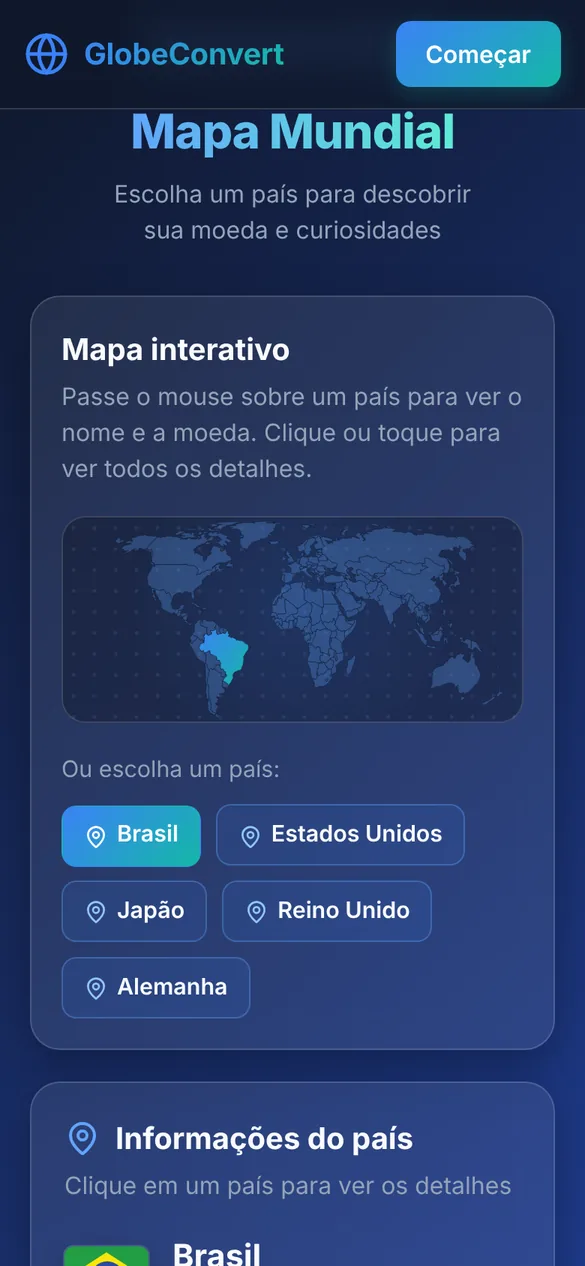 GlobeConvert
Começar
Mapa Mundial
Escolha um país para descobrir
sua moeda e curiosidades
Mapa interativo
Passe o mouse sobre um país para ver o
nome e a moeda. Clique ou toque para
ver todos os detalhes.
Ou escolha um país:
Brasil
Estados Unidos
Japão
Reino Unido
Alemanha
Informações do país
Clique em um país para ver os detalhes
Brasil